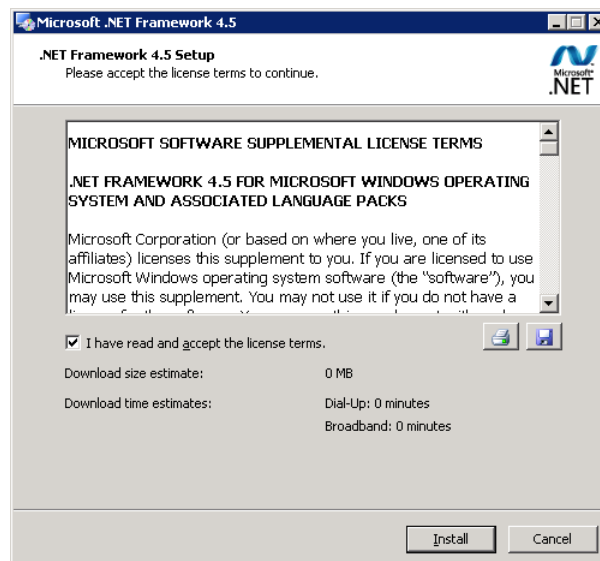 Microsoft .NET Framework 4.5
.NET Framework 4.5 Setup
Please accept the license terms to continue.
Microsoft®
.NET
MICROSOFT SOFTWARE SUPPLEMENTAL LICENSE TERMS
.NET FRAMEWORK 4.5 FOR MICROSOFT WINDOWS OPERATING
SYSTEM AND ASSOCIATED LANGUAGE PACKS
Microsoft Corporation (or based on where you live, one of its
affiliates) licenses this supplement to you. If you are licensed to use
Microsoft Windows operating system software (the "software"), you
may use this supplement. You may not use it if you do not have a
I have read and accept the license terms.
Download size estimate: 0 MB
Download time estimates: Dial-Up: 0 minutes
Broadband: 0 minutes
Install Cancel